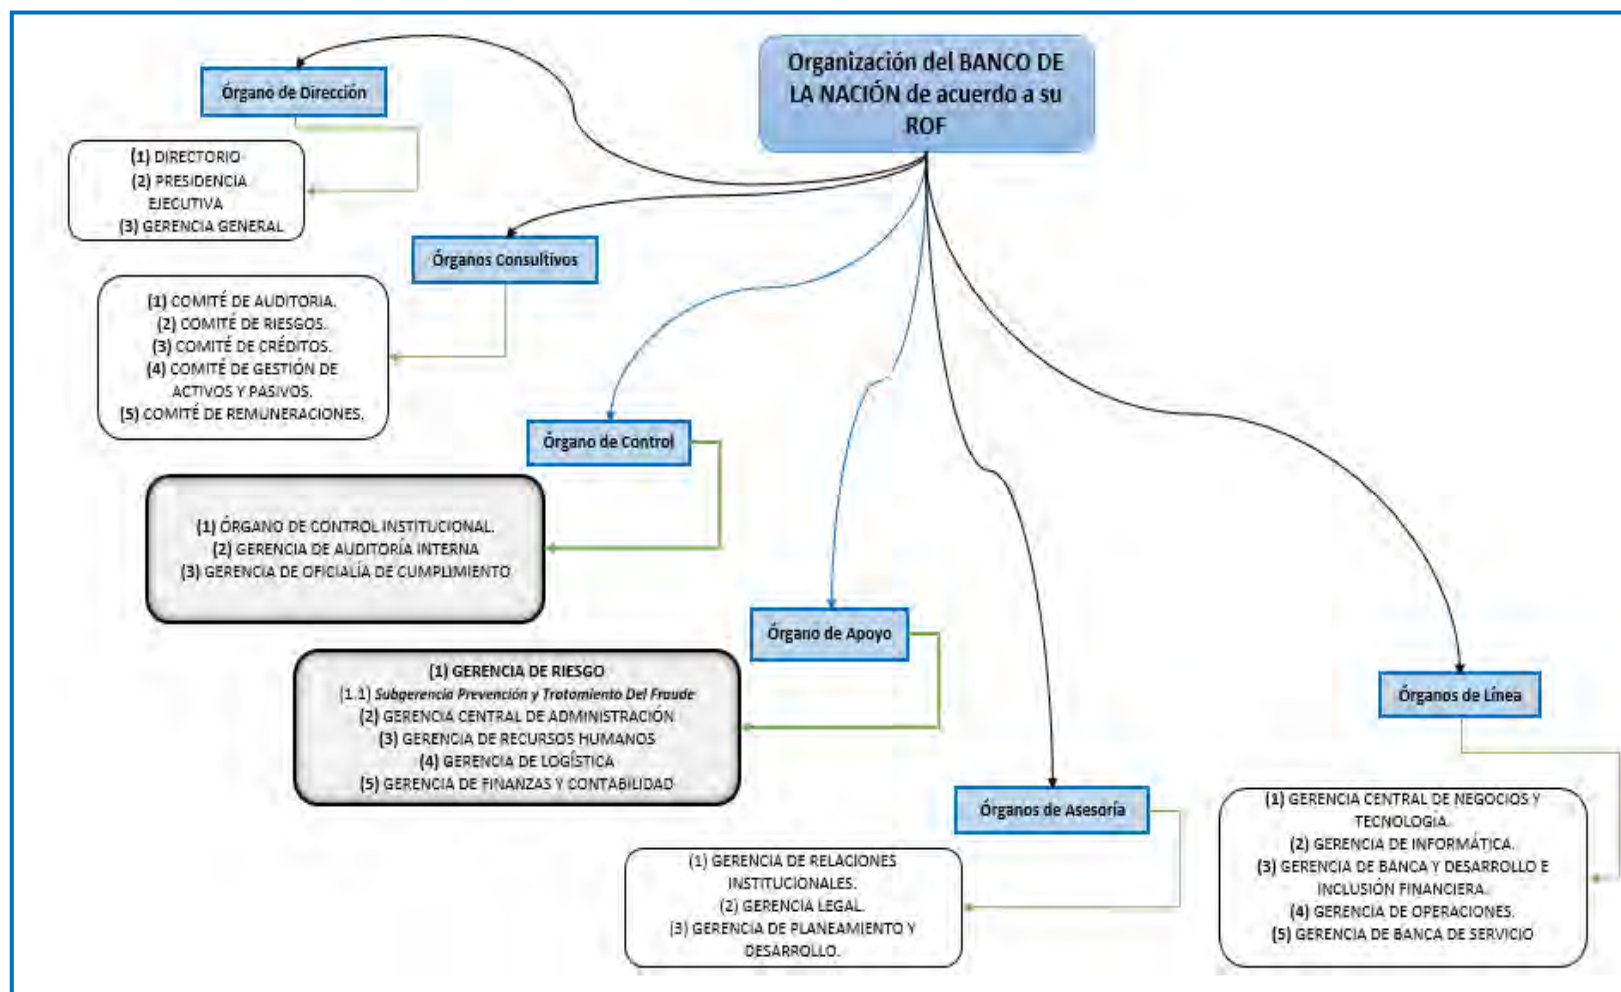 Organización del BANCO DE
LA NACIÓN de acuerdo a su
ROF
Órgano de Dirección
(1) DIRECTORIO
(2) PRESIDENCIA
EJECUTIVA
(3) GERENCIA GENERAL
Órganos Consultivos
(1) COMITÉ DE AUDITORIA.
(2) COMITÉ DE RIESGOS.
(3) COMITÉ DE CRÉDITOS.
(4) COMITÉ DE GESTIÓN DE
ACTIVOS Y PASIVOS.
(5) COMITÉ DE REMUNERACIONES.
Órgano de Control
(1) ÓRGANO DE CONTROL INSTITUCIONAL.
(2) GERENCIA DE AUDITORÍA INTERNA
(3) GERENCIA DE OFICIALÍA DE CUMPLIMIENTO
Órgano de Apoyo
(1) GERENCIA DE RIESGO
(1.1) Subgerencia Prevención y Tratamiento Del Fraude
(2) GERENCIA CENTRAL DE ADMINISTRACIÓN
(3) GERENCIA DE RECURSOS HUMANOS
(4) GERENCIA DE LOGÍSTICA
(5) GERENCIA DE FINANZAS Y CONTABILIDAD
Órganos de Asesoría
(1) GERENCIA DE RELACIONES
INSTITUCIONALES.
(2) GERENCIA LEGAL.
(3) GERENCIA DE PLANEAMIENTO Y
DESARROLLO.
Órganos de Línea
(1) GERENCIA CENTRAL DE NEGOCIOS Y
TECNOLOGÍA.
(2) GERENCIA DE INFORMÁTICA.
(3) GERENCIA DE BANCA Y DESARROLLO E
INCLUSIÓN FINANCIERA.
(4) GERENCIA DE OPERACIONES.
(5) GERENCIA DE BANCA DE SERVICIO